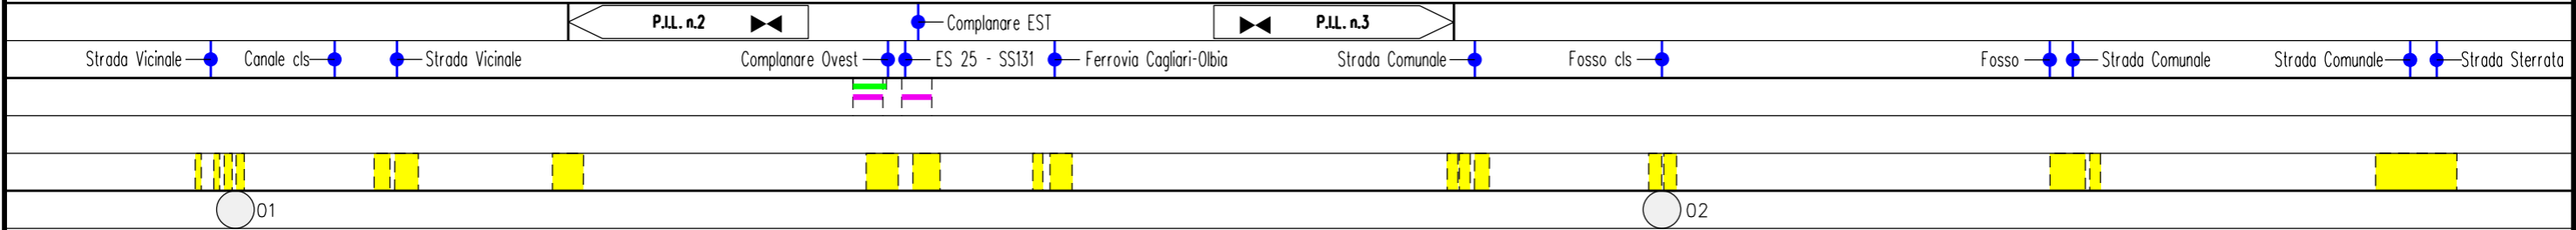 P.I.L. n.2
Complanare EST
P.I.L. n.3
Strada Vicinale
Canale cls
Strada Vicinale
Complanare Ovest
ES 25 - SS131
Ferrovia Cagliari-Olbia
Strada Comunale
Fosso cls
Fosso
Strada Comunale
Strada Comunale
Strada Sterrata
01
02